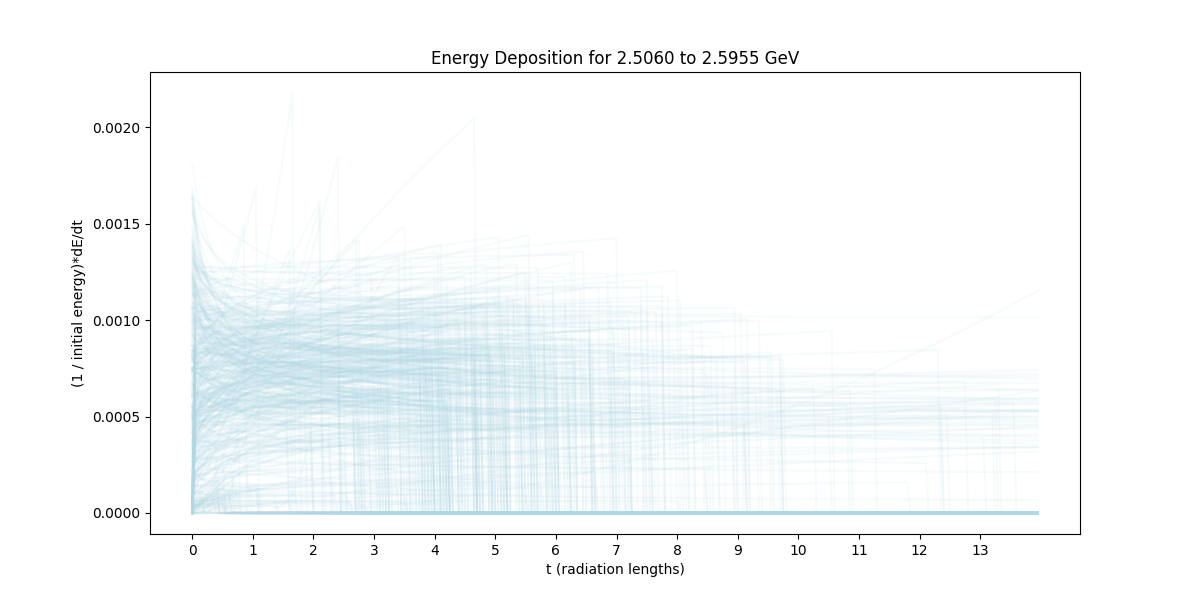 Energy Deposition for 2.5060 to 2.5955 GeV
(1 / initial energy)*dE/dt
0.0020
0.0015
0.0010
0.0005
0.0000
0 1 2 3 4 5 6 7 8 9 10 11 12 13
t (radiation lengths)